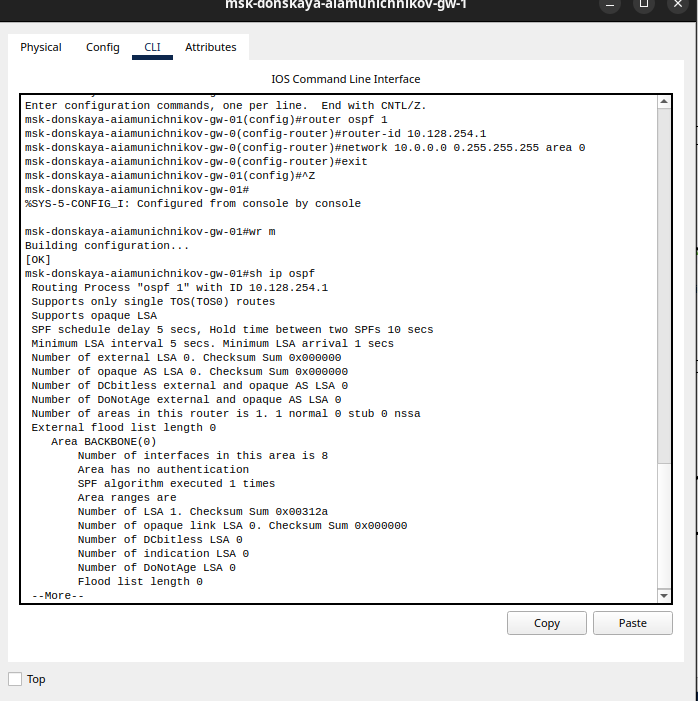 msk-donskaya-aiamunichnikov-gw-1
Physical Config CLI Attributes
IOS Command Line Interface
Enter configuration commands, one per line.  End with CNTL/Z.
msk-donskaya-aiamunichnikov-gw-01(config)#router ospf 1
msk-donskaya-aiamunichnikov-gw-0(config-router)#router-id 10.128.254.1
msk-donskaya-aiamunichnikov-gw-0(config-router)#network 10.0.0.0 0.255.255.255 area 0
msk-donskaya-aiamunichnikov-gw-0(config-router)#exit
msk-donskaya-aiamunichnikov-gw-01(config)#^Z
msk-donskaya-aiamunichnikov-gw-01#
%SYS-5-CONFIG_I: Configured from console by console
msk-donskaya-aiamunichnikov-gw-01#wr m
Building configuration...
[OK]
msk-donskaya-aiamunichnikov-gw-01#sh ip ospf
Routing Process "ospf 1" with ID 10.128.254.1
Supports only single TOS(TOS0) routes
Supports opaque LSA
SPF schedule delay 5 secs, Hold time between two SPFs 10 secs
Minimum LSA interval 5 secs. Minimum LSA arrival 1 secs
Number of external LSA 0. Checksum Sum 0x000000
Number of opaque AS LSA 0. Checksum Sum 0x000000
Number of DCbitless external and opaque AS LSA 0
Number of DoNotAge external and opaque AS LSA 0
Number of areas in this router is 1. 1 normal 0 stub 0 nssa
External flood list length 0
Area BACKBONE(0)
Number of interfaces in this area is 8
Area has no authentication
SPF algorithm executed 1 times
Area ranges are
Number of LSA 1. Checksum Sum 0x00312a
Number of opaque link LSA 0. Checksum Sum 0x000000
Number of DCbitless LSA 0
Number of indication LSA 0
Number of DoNotAge LSA 0
Flood list length 0
--More--
Copy Paste
Top